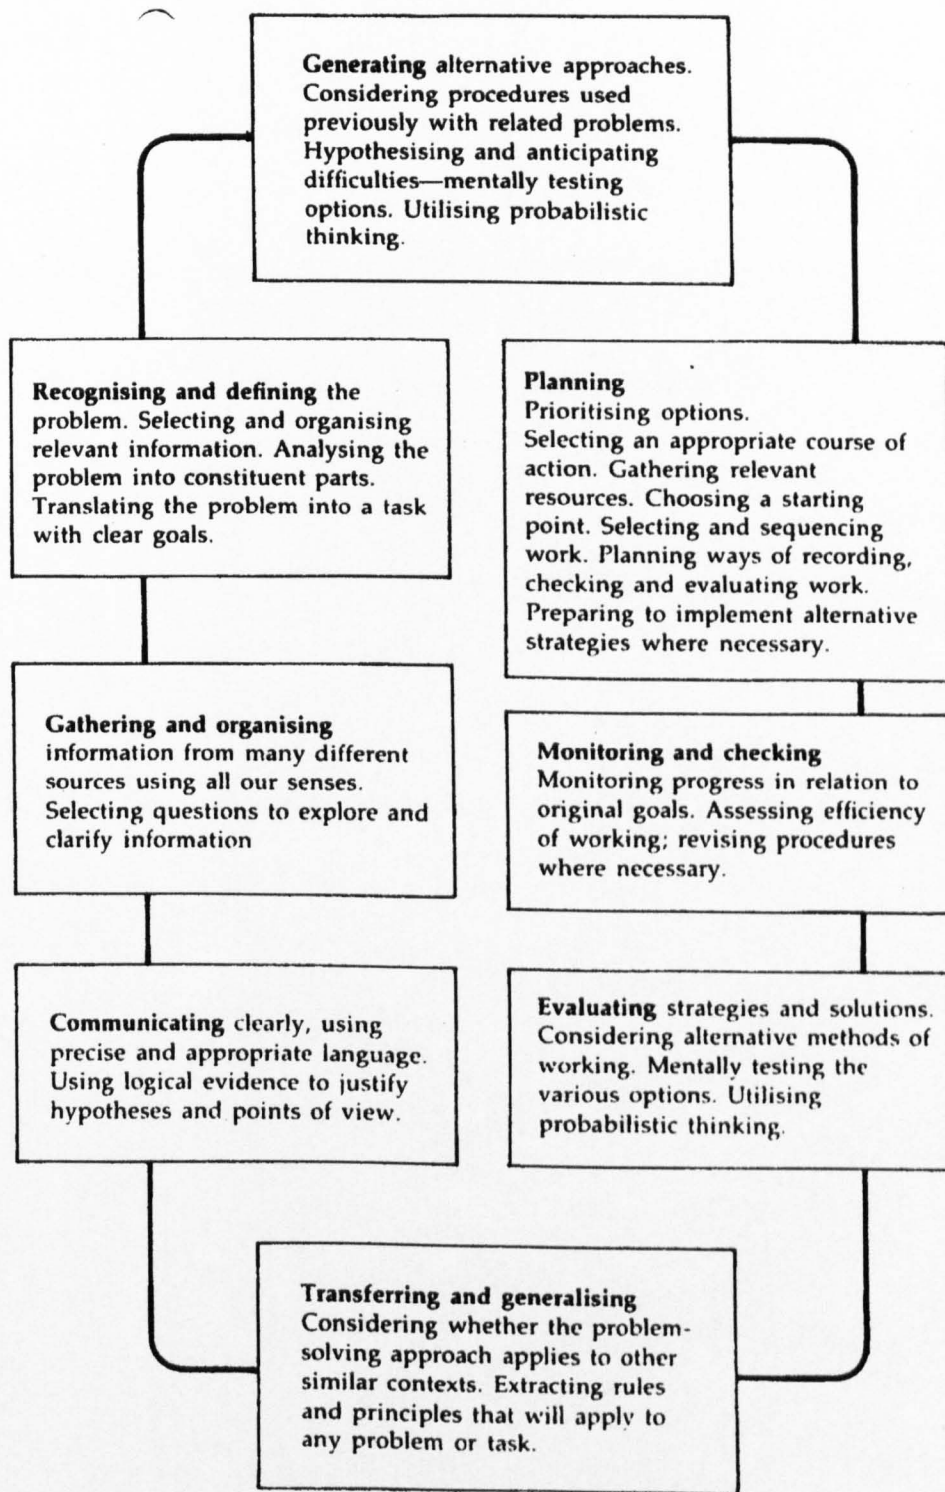 Generating alternative approaches.
Considering procedures used
previously with related problems.
Hypothesising and anticipating
difficulties—mentally testing
options. Utilising probabilistic
thinking.
Recognising and defining the
problem. Selecting and organising
relevant information. Analysing the
problem into constituent parts.
Translating the problem into a task
with clear goals.
Planning
Prioritising options.
Selecting an appropriate course of
action. Gathering relevant
resources. Choosing a starting
point. Selecting and sequencing
work. Planning ways of recording,
checking and evaluating work.
Preparing to implement alternative
strategies where necessary.
Gathering and organising
information from many different
sources using all our senses.
Selecting questions to explore and
clarify information
Monitoring and checking
Monitoring progress in relation to
original goals. Assessing efficiency
of working; revising procedures
where necessary.
Communicating clearly, using
precise and appropriate language.
Using logical evidence to justify
hypotheses and points of view.
Evaluating strategies and solutions.
Considering alternative methods of
working. Mentally testing the
various options. Utilising
probabilistic thinking.
Transferring and generalising
Considering whether the problem-
solving approach applies to other
similar contexts. Extracting rules
and principles that will apply to
any problem or task.